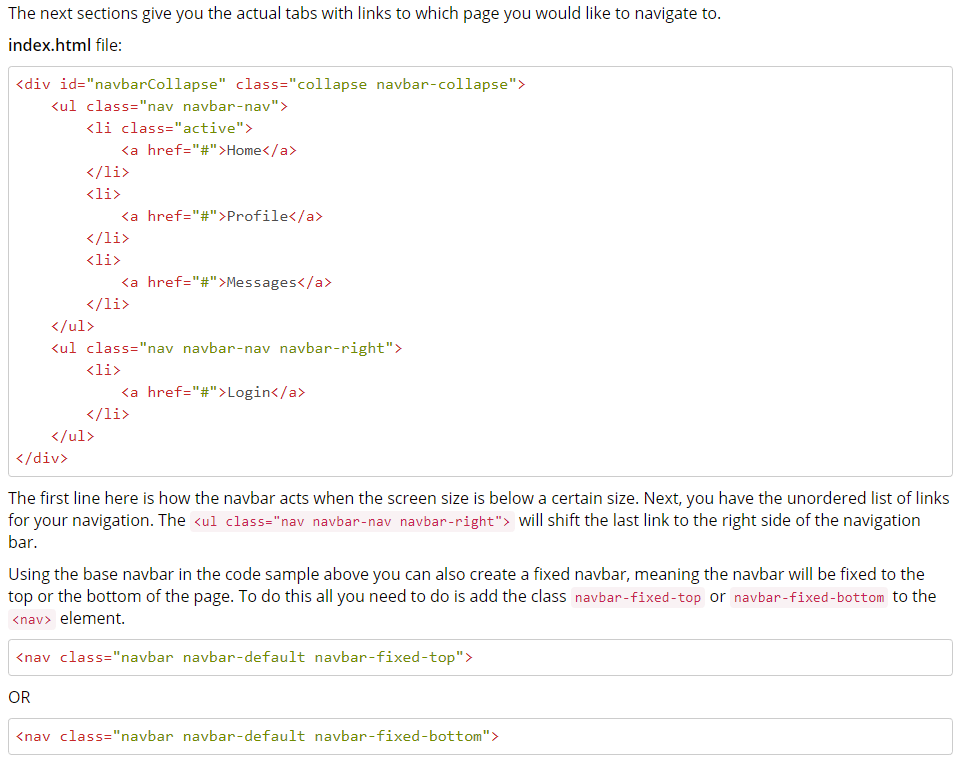 The next sections give you the actual tabs with links to which page you would like to navigate to.
index.html file:
<div id="navbarCollapse" class="collapse navbar-collapse">
    <ul class="nav navbar-nav">
        <li class="active">
            <a href="#">Home</a>
        </li>
        <li>
            <a href="#">Profile</a>
        </li>
        <li>
            <a href="#">Messages</a>
        </li>
    </ul>
    <ul class="nav navbar-nav navbar-right">
        <li>
            <a href="#">Login</a>
        </li>
    </ul>
</div>
The first line here is how the navbar acts when the screen size is below a certain size. Next, you have the unordered list of links
for your navigation. The <ul class="nav navbar-nav navbar-right"> will shift the last link to the right side of the navigation
bar.
Using the base navbar in the code sample above you can also create a fixed navbar, meaning the navbar will be fixed to the
top or the bottom of the page. To do this all you need to do is add the class navbar-fixed-top or navbar-fixed-bottom to the
<nav> element.
<nav class="navbar navbar-default navbar-fixed-top">
OR
<nav class="navbar navbar-default navbar-fixed-bottom">